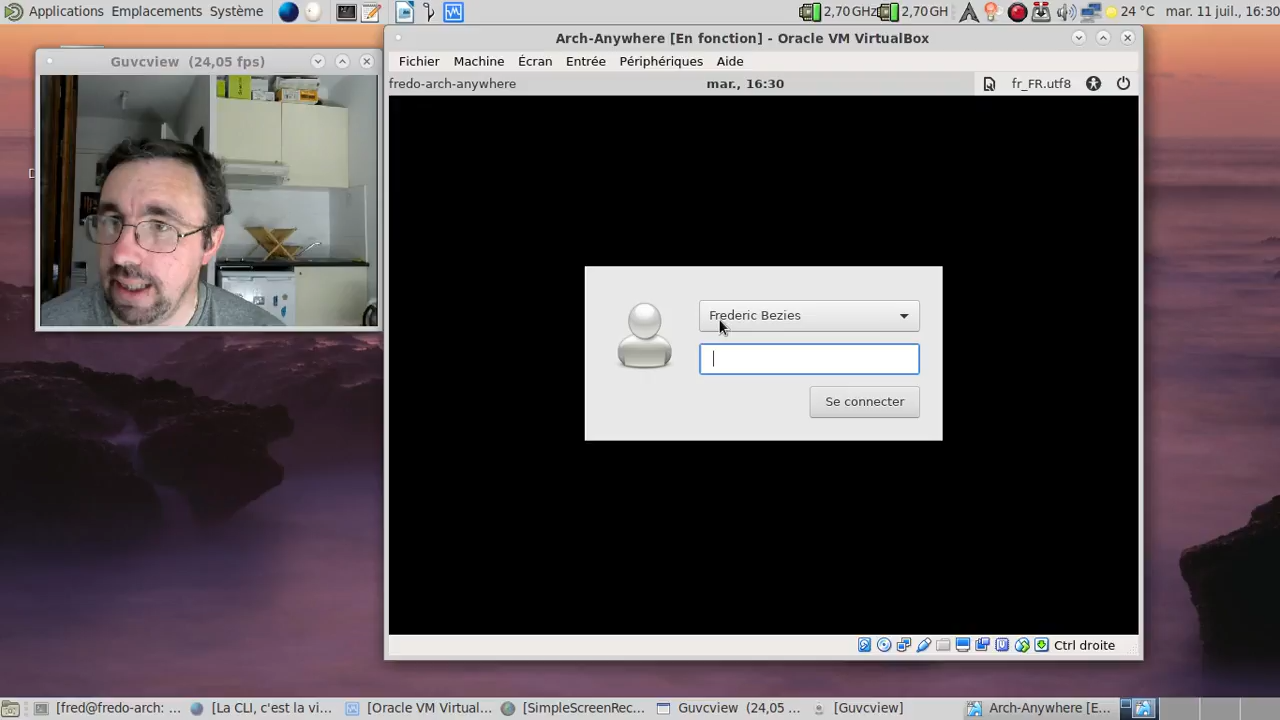 Applications Emplacements Système
2,70 GHz 2,70 GH 24 °C mar. 11 juil., 16:30
Guvcview (24,05 fps)
Arch-Anywhere [En fonction] - Oracle VM VirtualBox
Fichier Machine Écran Entrée Périphériques Aide
fredo-arch-anywhere mar., 16:30 fr_FR.utf8
Frederic Bezies
Se connecter
Ctrl droite
[fred@fredo-arch: ... [La CLI, c'est la vi... [Oracle VM Virtual... [SimpleScreenRec... Guvcview (24,05 ... [Guvcview] Arch-Anywhere [E...